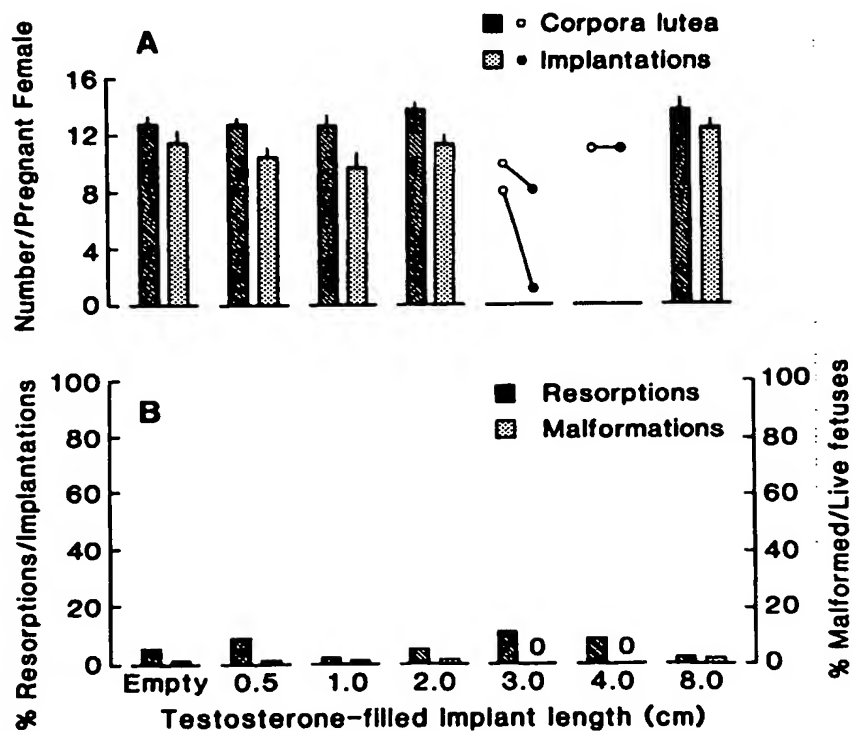 A
Corpora lutea
Implantations
Number/Pregnant Female
16
12
8
4
0
B
Resorptions
Malformations
% Resorptions/Implantations
100
80
60
40
20
0
% Malformed/Live fetuses
100
80
60
40
20
0
0
0
Empty 0.5 1.0 2.0 3.0 4.0 8.0
Testosterone-filled implant length (cm)